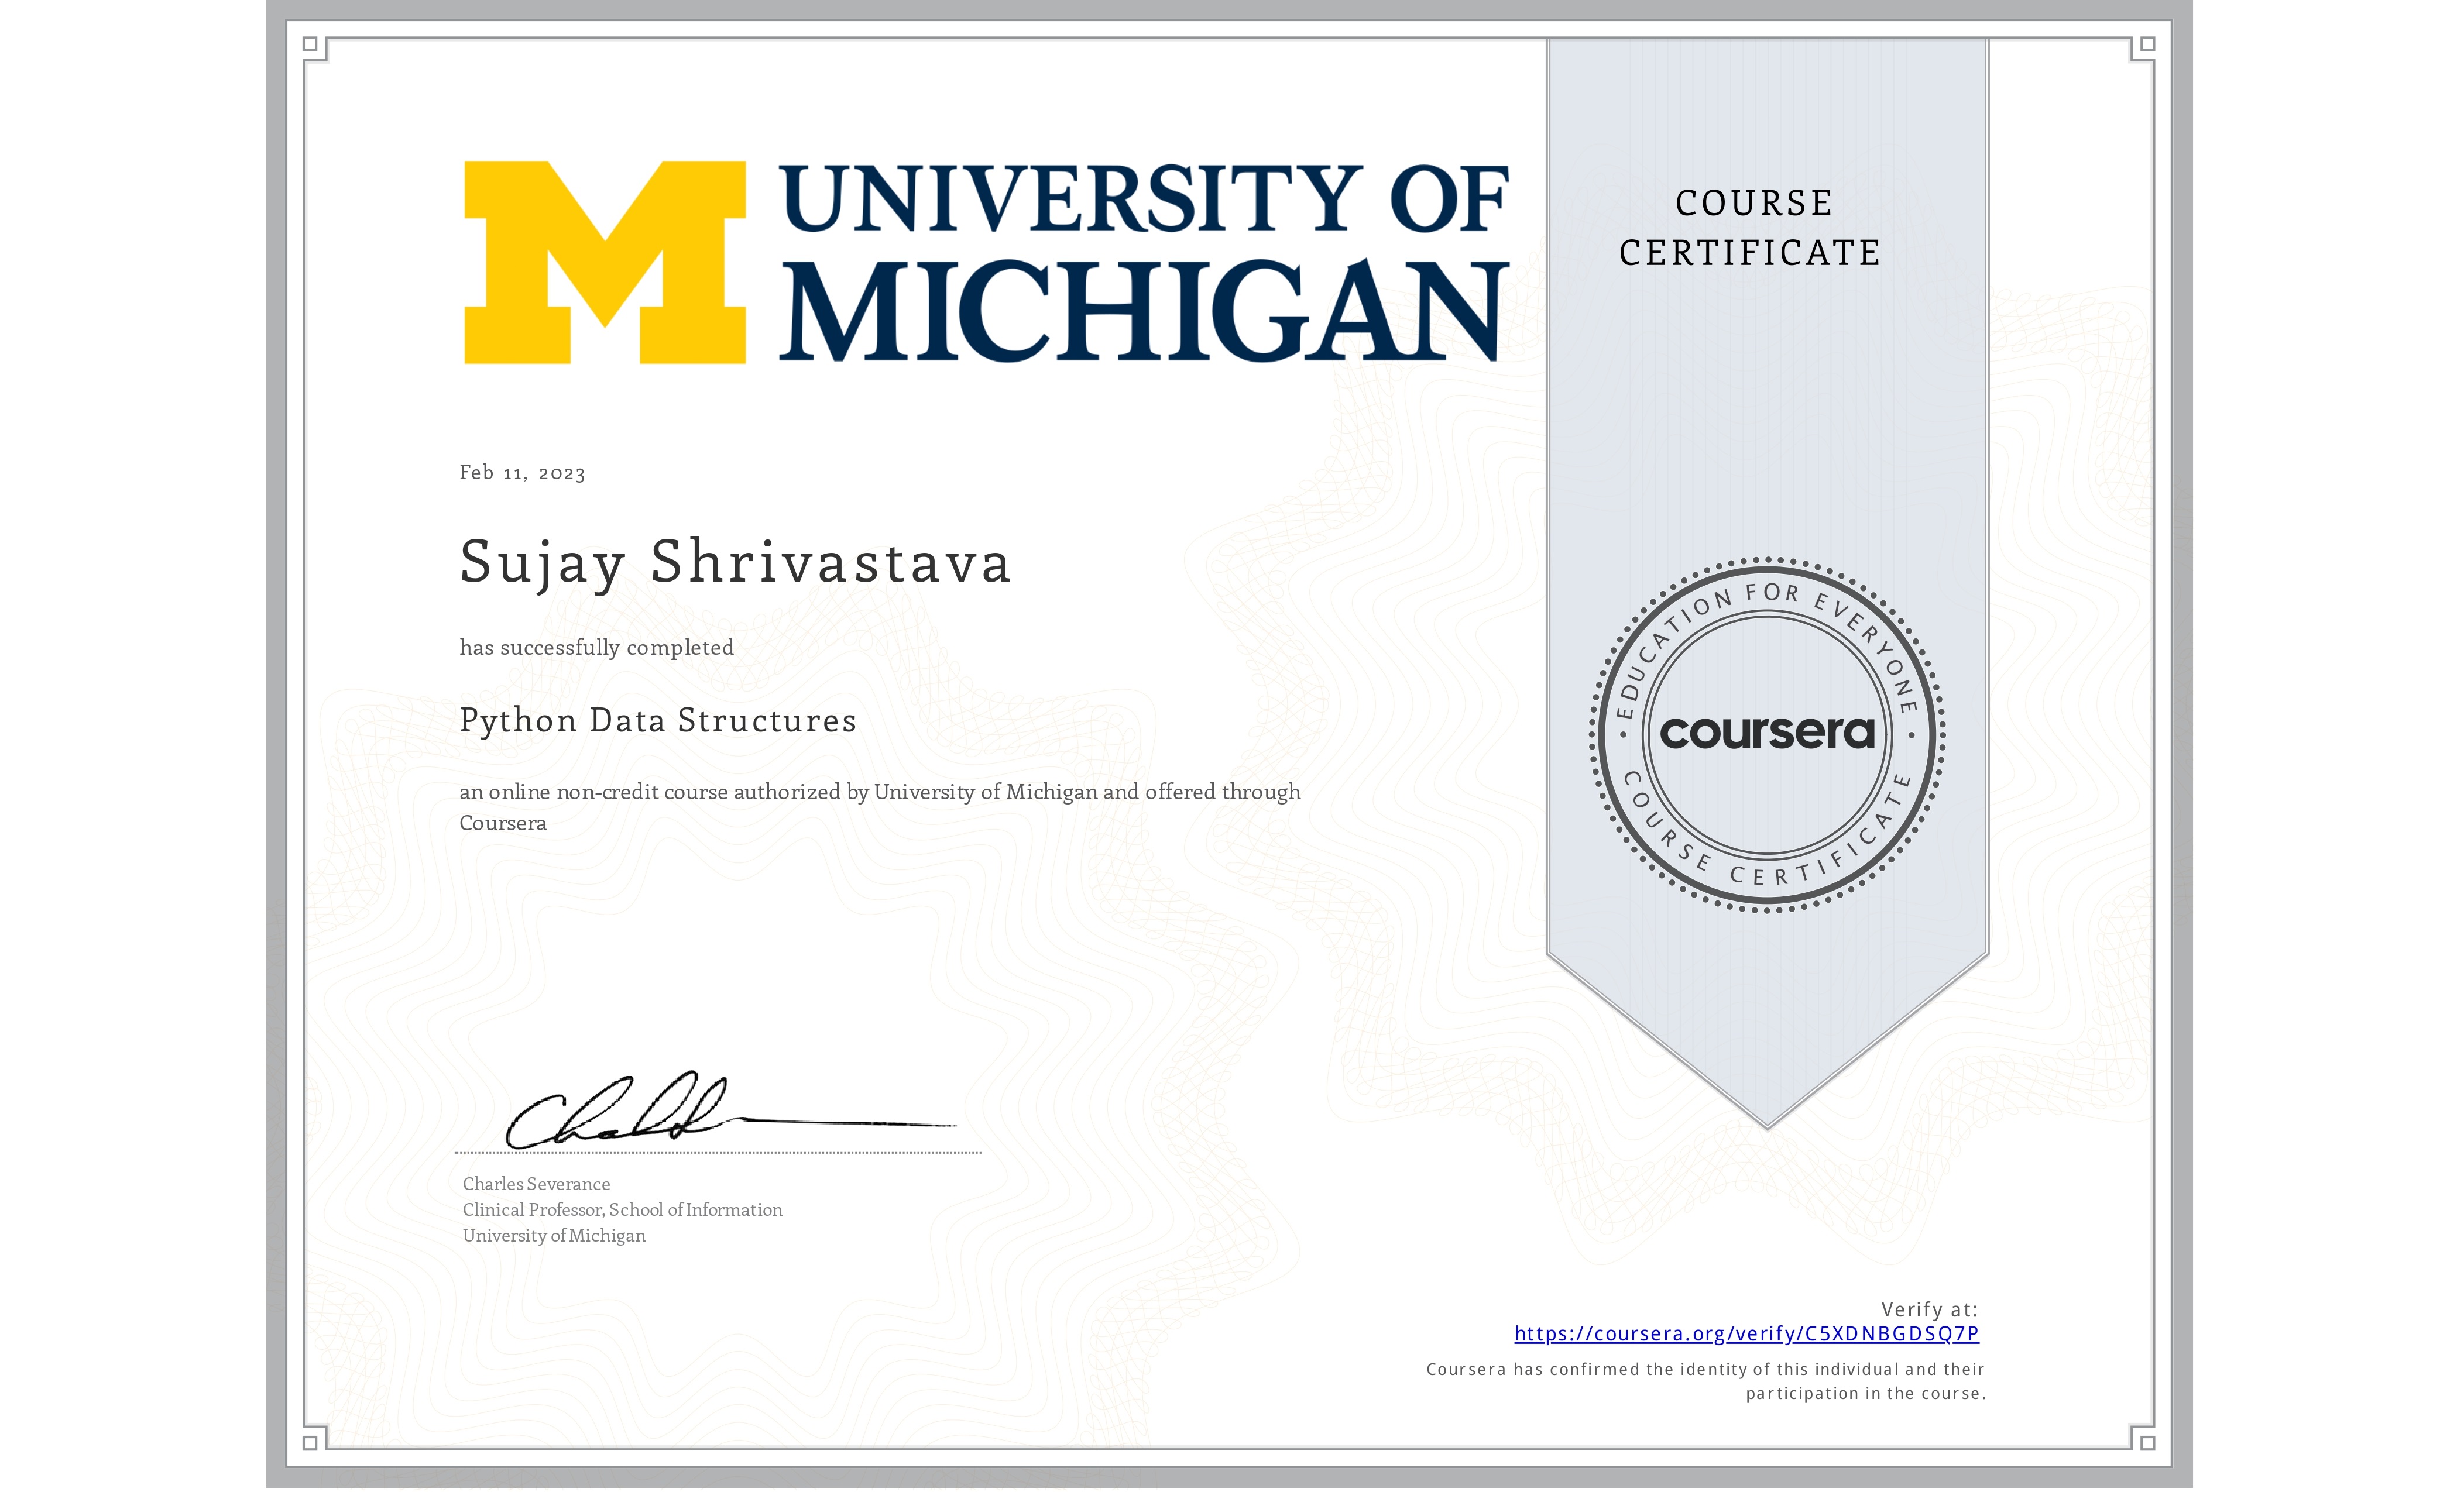 UNIVERSITY OF
MICHIGAN
COURSE
CERTIFICATE
Feb 11, 2023
Sujay Shrivastava
has successfully completed
Python Data Structures
an online non-credit course authorized by University of Michigan and offered through
Coursera
EDUCATION FOR EVERYONE
coursera
COURSE CERTIFICATE
Charles Severance
Clinical Professor, School of Information
University of Michigan
Verify at:
https://coursera.org/verify/C5XDNBGDSQ7P
Coursera has confirmed the identity of this individual and their
participation in the course.